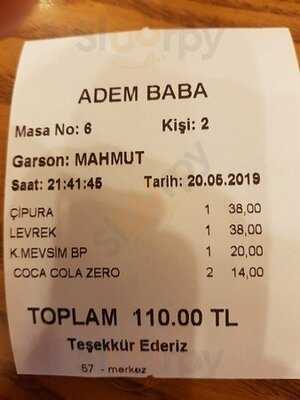 sluurpy
ADEM BABA
Masa No: 6 Kişi: 2
Garson: MAHMUT
Saat: 21:41:45 Tarih: 20.05.2019
ÇİPURA 1 38,00
LEVREK 1 38,00
K.MEVSİM BP 1 20,00
COCA COLA ZERO 2 14,00
TOPLAM 110.00 TL
Teşekkür Ederiz
57 - merkez